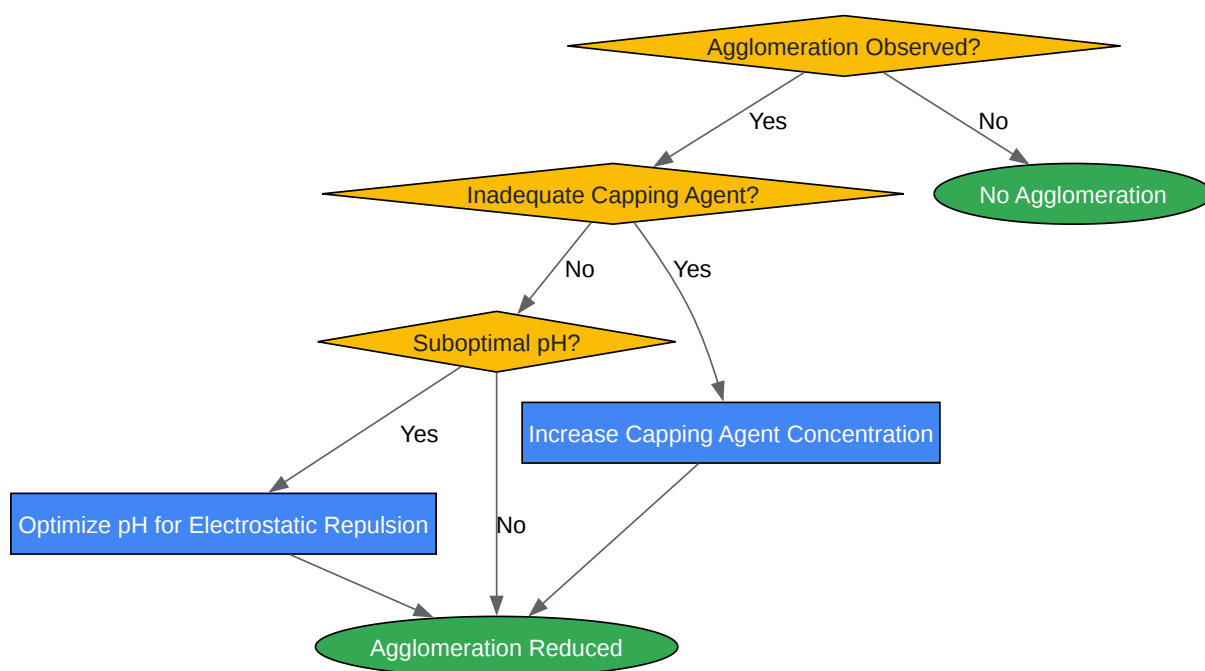 Agglomeration Observed?
Yes
No
Inadequate Capping Agent?
No Agglomeration
No
Yes
Suboptimal pH?
Yes
Increase Capping Agent Concentration
Optimize pH for Electrostatic Repulsion
No
Agglomeration Reduced